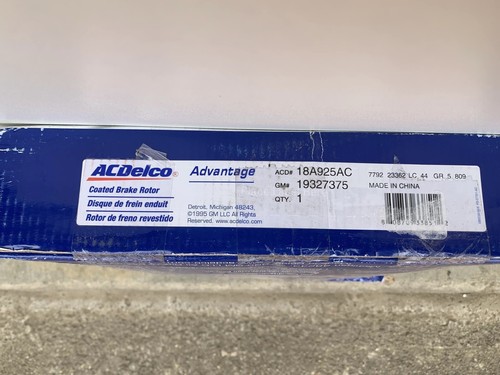 ACDelco
Coated Brake Rotor
Disque de frein enduit
Rotor de freno revestido
Advantage
Detroit, Michigan 48243,
©1995 GM LLC All Rights
Reserved. www.acdelco.com
ACD# 18A925AC
GM# 19327375
QTY. 1
7792 23362 LC 44 GR 5 809
MADE IN CHINA